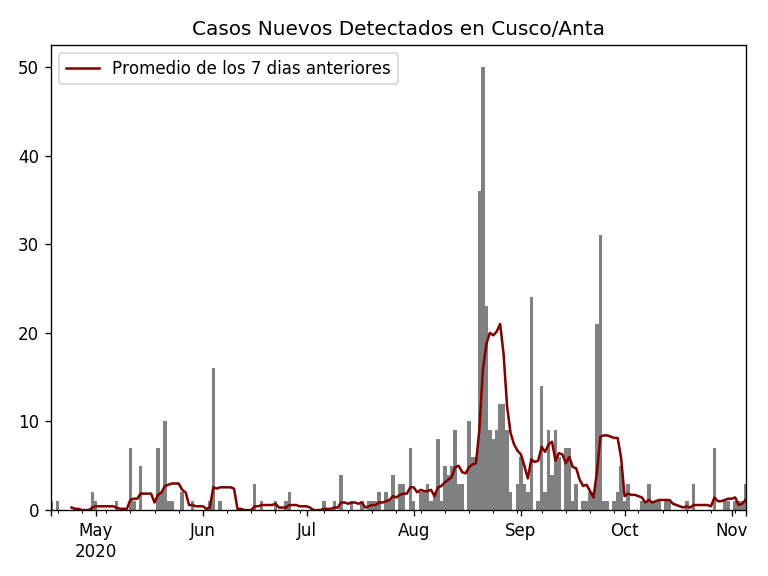 Casos Nuevos Detectados en Cusco/Anta
Promedio de los 7 dias anteriores
50
40
30
20
10
0
May Jun Jul Aug Sep Oct Nov
2020